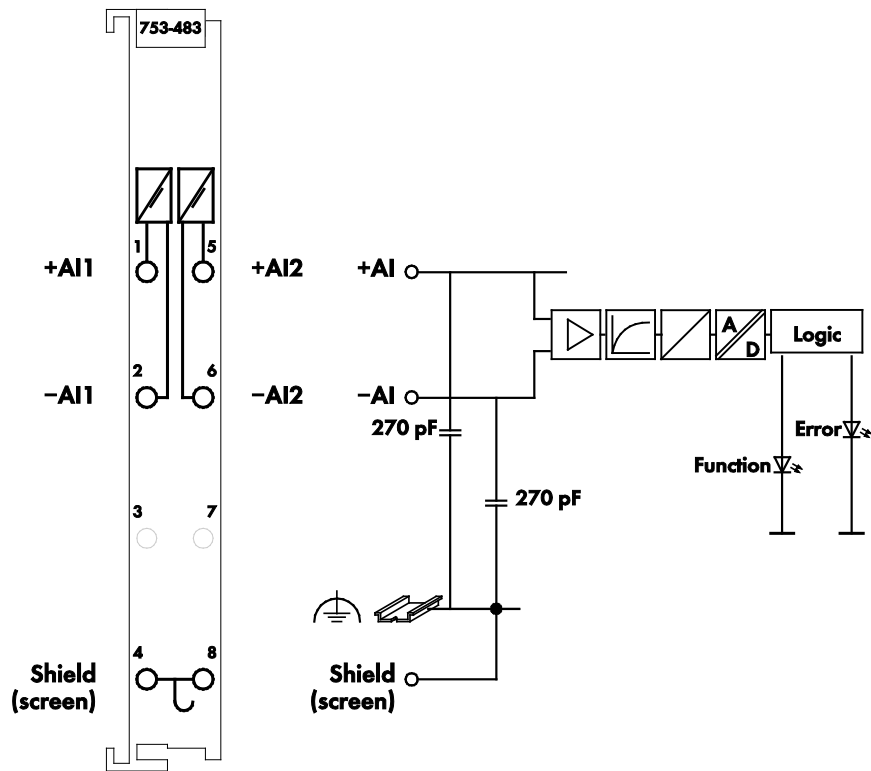 753-483
1
5
+AI1
+AI2
+AI
A
D
Logic
2
6
−AI1
−AI2
−AI
270 pF
Error
Function
270 pF
3
7
4
8
Shield
(screen)
Shield
(screen)